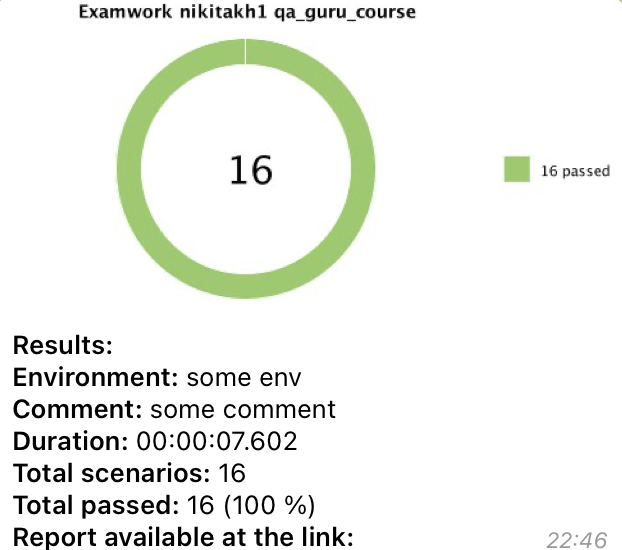 Examwork nikitakh1 qa_guru_course
16
16 passed
Results:
Environment: some env
Comment: some comment
Duration: 00:00:07.602
Total scenarios: 16
Total passed: 16 (100 %)
Report available at the link:
22:46